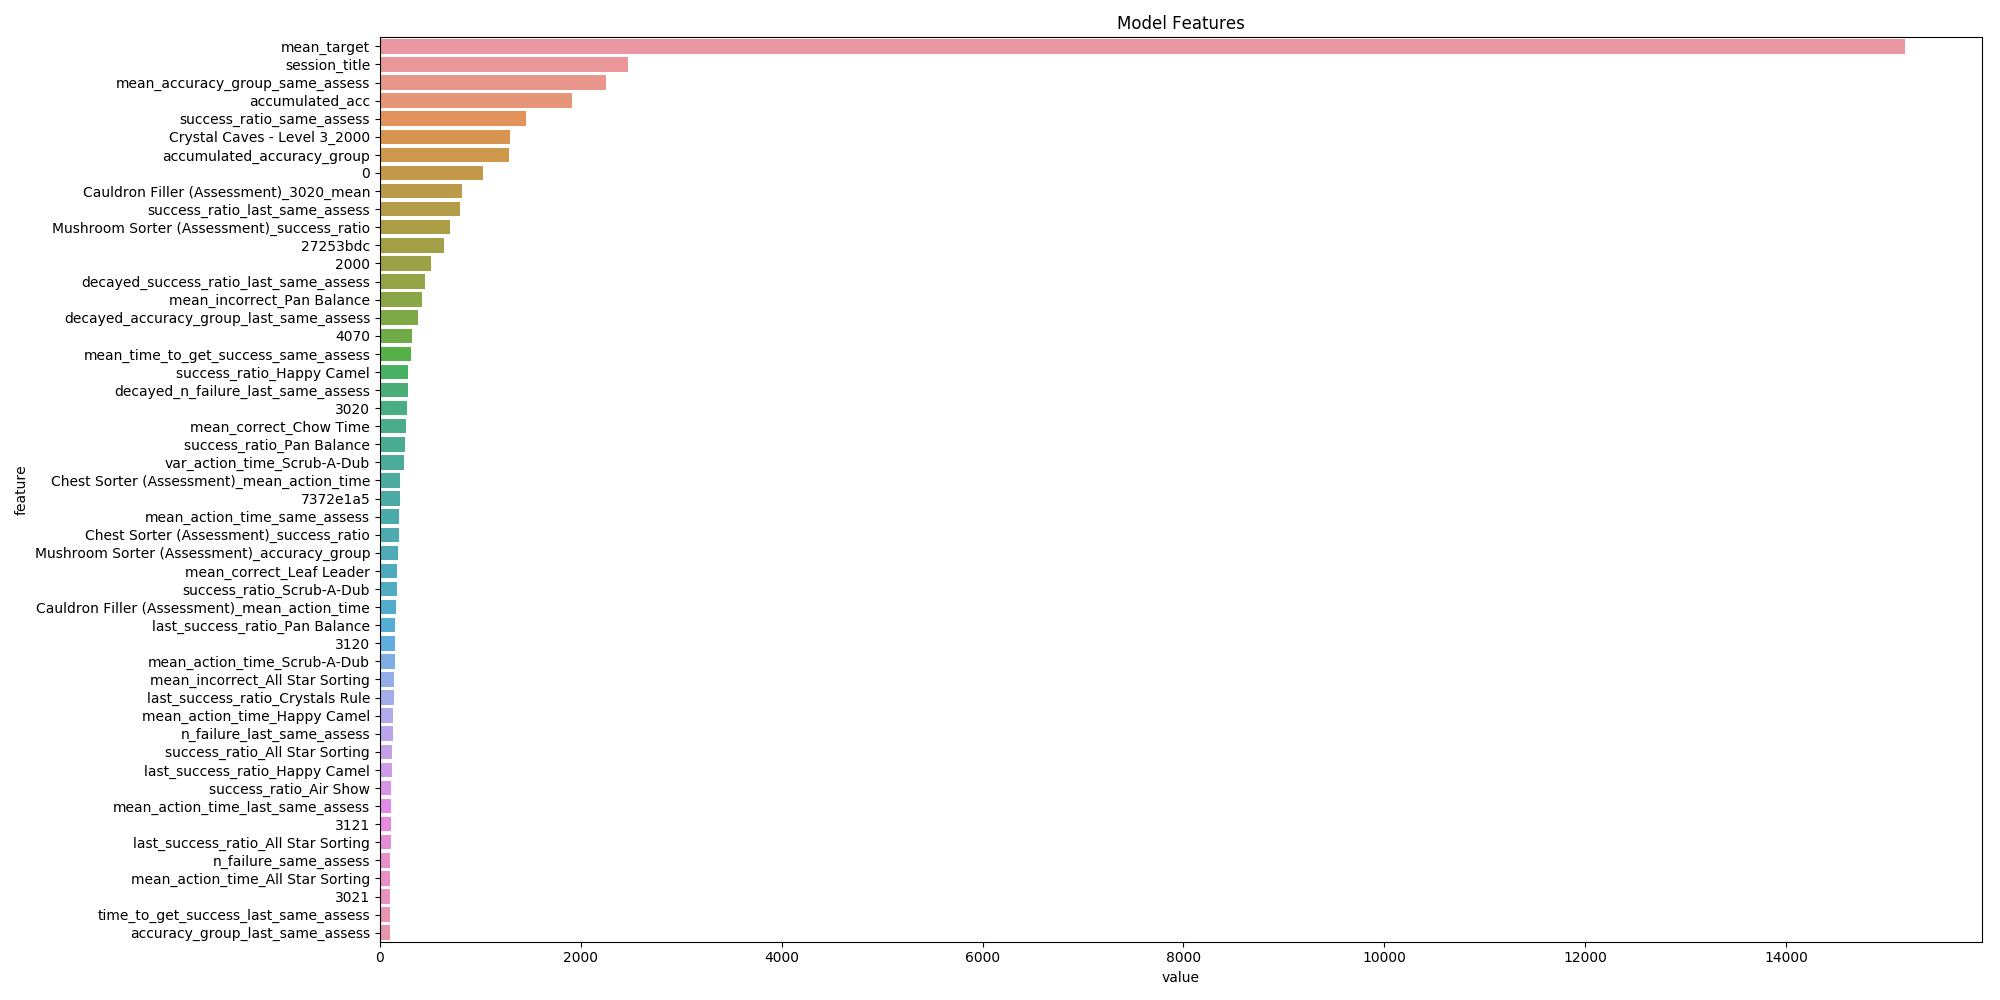 Model Features
feature
mean_target
session_title
mean_accuracy_group_same_assess
accumulated_acc
success_ratio_same_assess
Crystal Caves - Level 3_2000
accumulated_accuracy_group
0
Cauldron Filler (Assessment)_3020_mean
success_ratio_last_same_assess
Mushroom Sorter (Assessment)_success_ratio
27253bdc
2000
decayed_success_ratio_last_same_assess
mean_incorrect_Pan Balance
decayed_accuracy_group_last_same_assess
4070
mean_time_to_get_success_same_assess
success_ratio_Happy Camel
decayed_n_failure_last_same_assess
3020
mean_correct_Chow Time
success_ratio_Pan Balance
var_action_time_Scrub-A-Dub
Chest Sorter (Assessment)_mean_action_time
7372e1a5
mean_action_time_same_assess
Chest Sorter (Assessment)_success_ratio
Mushroom Sorter (Assessment)_accuracy_group
mean_correct_Leaf Leader
success_ratio_Scrub-A-Dub
Cauldron Filler (Assessment)_mean_action_time
last_success_ratio_Pan Balance
3120
mean_action_time_Scrub-A-Dub
mean_incorrect_All Star Sorting
last_success_ratio_Crystals Rule
mean_action_time_Happy Camel
n_failure_last_same_assess
success_ratio_All Star Sorting
last_success_ratio_Happy Camel
success_ratio_Air Show
mean_action_time_last_same_assess
3121
last_success_ratio_All Star Sorting
n_failure_same_assess
mean_action_time_All Star Sorting
3021
time_to_get_success_last_same_assess
accuracy_group_last_same_assess
0 2000 4000 6000 8000 10000 12000 14000
value